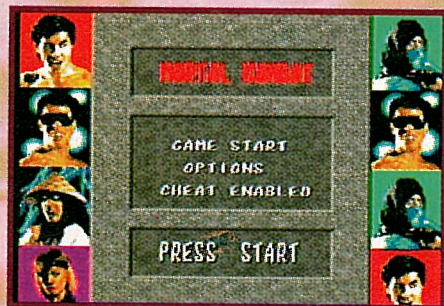 MORTAL KOMBAT
GAME START
OPTIONS
CHEAT ENABLED
PRESS START